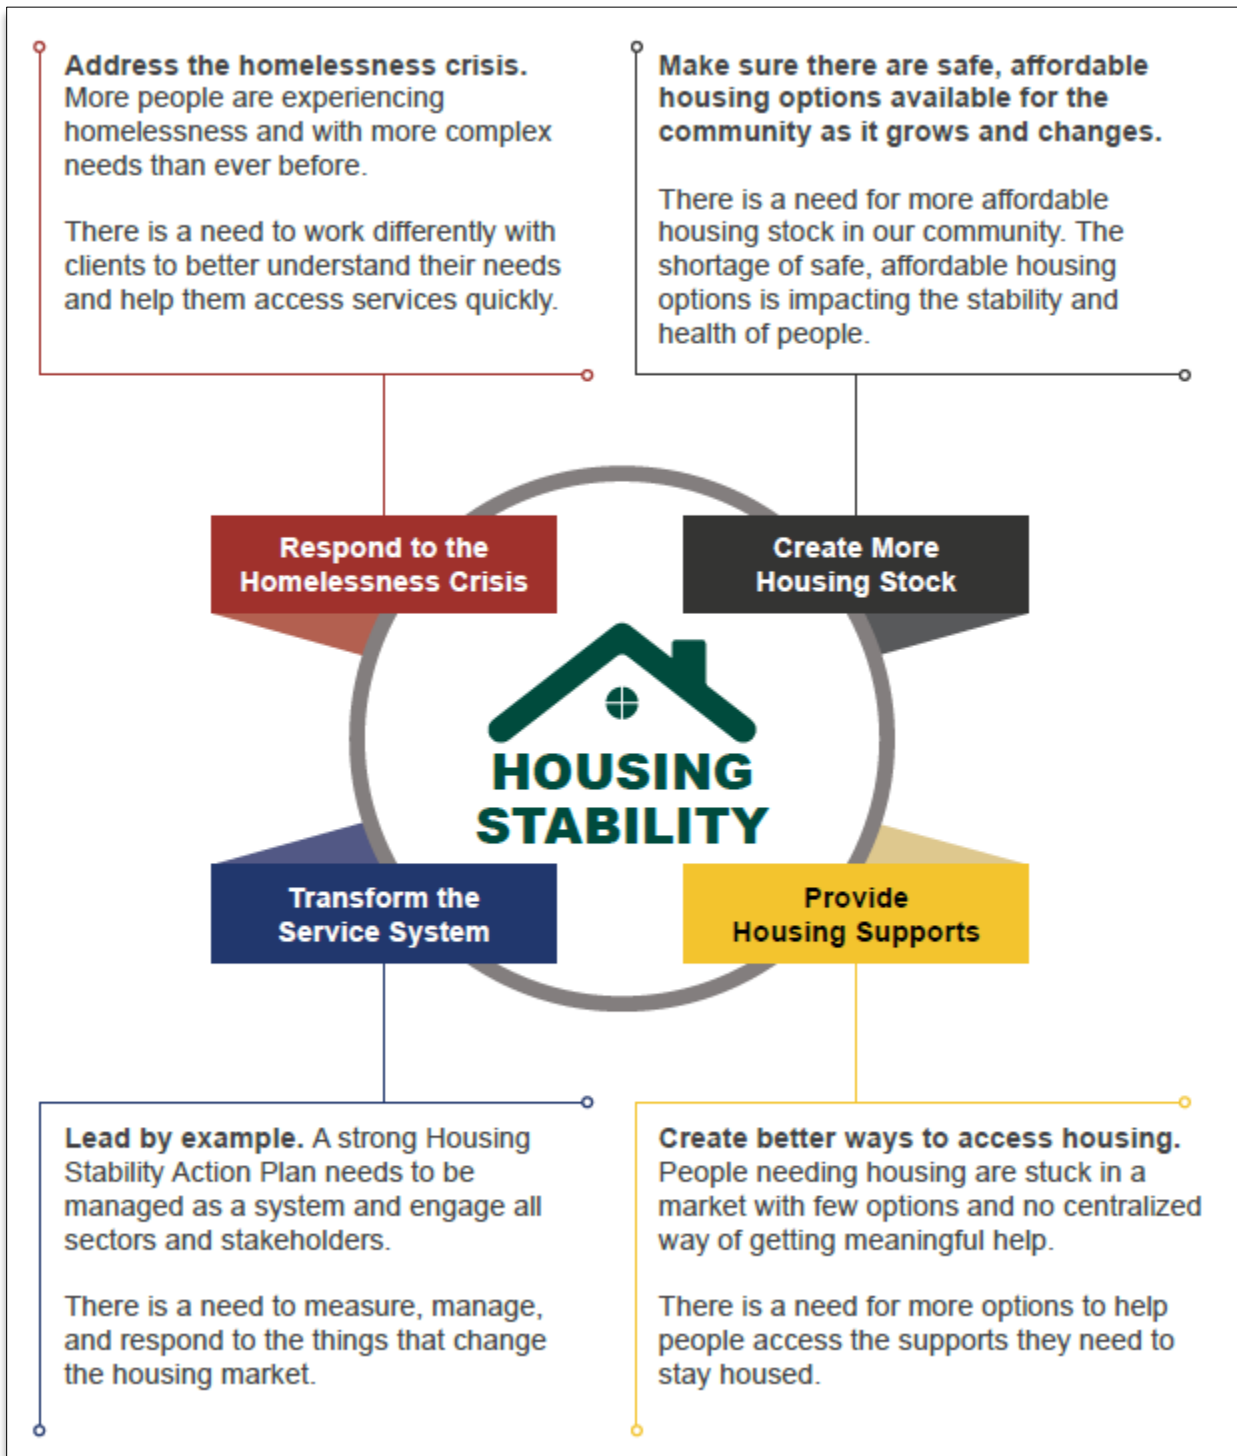 Address the homelessness crisis.
More people are experiencing
homelessness and with more complex
needs than ever before.
There is a need to work differently with
clients to better understand their needs
and help them access services quickly.
Make sure there are safe, affordable
housing options available for the
community as it grows and changes.
There is a need for more affordable
housing stock in our community. The
shortage of safe, affordable housing
options is impacting the stability and
health of people.
Respond to the
Homelessness Crisis
Create More
Housing Stock
HOUSING
STABILITY
Transform the
Service System
Provide
Housing Supports
Lead by example. A strong Housing
Stability Action Plan needs to be
managed as a system and engage all
sectors and stakeholders.
There is a need to measure, manage,
and respond to the things that change
the housing market.
Create better ways to access housing.
People needing housing are stuck in a
market with few options and no centralized
way of getting meaningful help.
There is a need for more options to help
people access the supports they need to
stay housed.